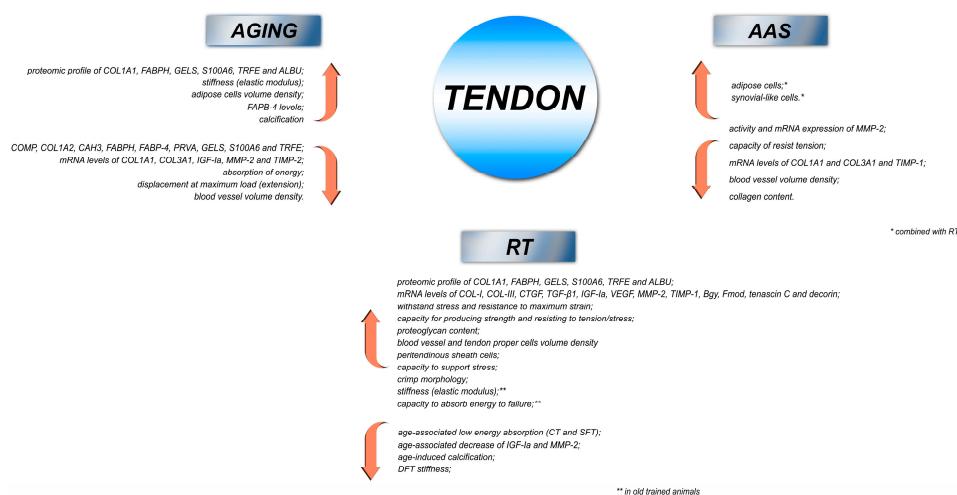 AGING
proteomic profile of COL1A1, FABPH, GELS, S100A6, TRFE and ALBU;
stiffness (elastic modulus);
adipose cells volume density;
FAPB-4 levels;
calcification
COMP, COL1A2, CAH3, FABPH, FABP-4, PRVA, GELS, S100A6 and TRFE;
mRNA levels of COL1A1, COL3A1, IGF-Ia, MMP-2 and TIMP-2;
absorption of energy;
displacement at maximum load (extension);
blood vessel volume density.
TENDON
AAS
adipose cells;*
synovial-like cells.*
activity and mRNA expression of MMP-2;
capacity of resist tension;
mRNA levels of COL1A1 and COL3A1 and TIMP-1;
blood vessel volume density;
collagen content.
* combined with RT
RT
proteomic profile of COL1A1, FABPH, GELS, S100A6, TRFE and ALBU;
mRNA levels of COL-I, COL-III, CTGF, TGF-β1, IGF-Ia, VEGF, MMP-2, TIMP-1, Bgy, Fmod, tenascin C and decorin;
withstand stress and resistance to maximum strain;
capacity for producing strength and resisting to tension/stress;
proteoglycan content;
blood vessel and tendon proper cells volume density
peritendinous sheath cells;
capacity to support stress;
crimp morphology;
stiffness (elastic modulus);**
capacity to absorb energy to failure;**
age-associated low energy absorption (CT and SFT);
age-associated decrease of IGF-Ia and MMP-2;
age-induced calcification;
DFT stiffness;
** in old trained animals